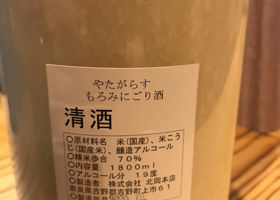 やたがらす
もろみにごり酒
清酒
○原材料名 米(国産)、米こう
じ(国産米)、醸造アルコール
○精米歩合 70%
○内容量 1800ml
○アルコール分 19度
○製造者 株式会社 北岡本店
奈良県吉野郡吉野町上市61
○製造年月